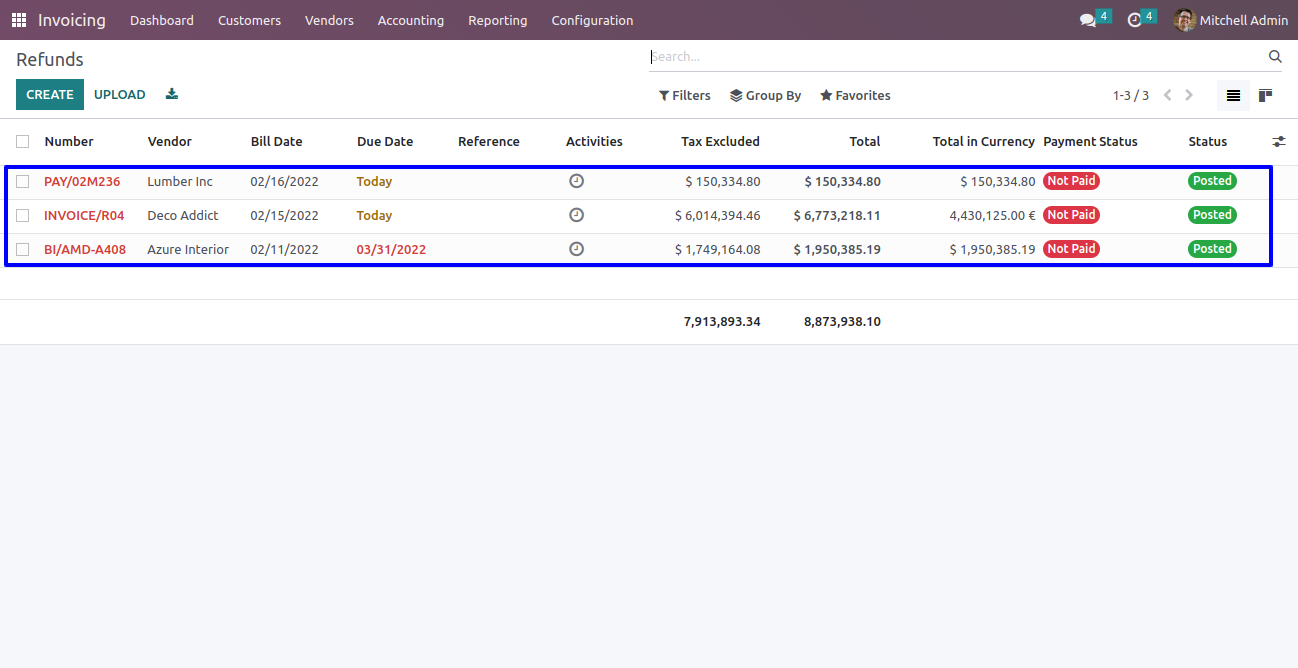 Invoicing Dashboard Customers Vendors Accounting Reporting Configuration 4 4 Mitchell Admin
Refunds Search...
CREATE UPLOAD Filters Group By Favorites 1-3 / 3
Number Vendor Bill Date Due Date Reference Activities Tax Excluded Total Total in Currency Payment Status Status
PAY/02M236 Lumber Inc 02/16/2022 Today $ 150,334.80 $ 150,334.80 $ 150,334.80 Not Paid Posted
INVOICE/R04 Deco Addict 02/15/2022 Today $ 6,014,394.46 $ 6,773,218.11 4,430,125.00 € Not Paid Posted
BI/AMD-A408 Azure Interior 02/11/2022 03/31/2022 $ 1,749,164.08 $ 1,950,385.19 $ 1,950,385.19 Not Paid Posted
7,913,893.34 8,873,938.10